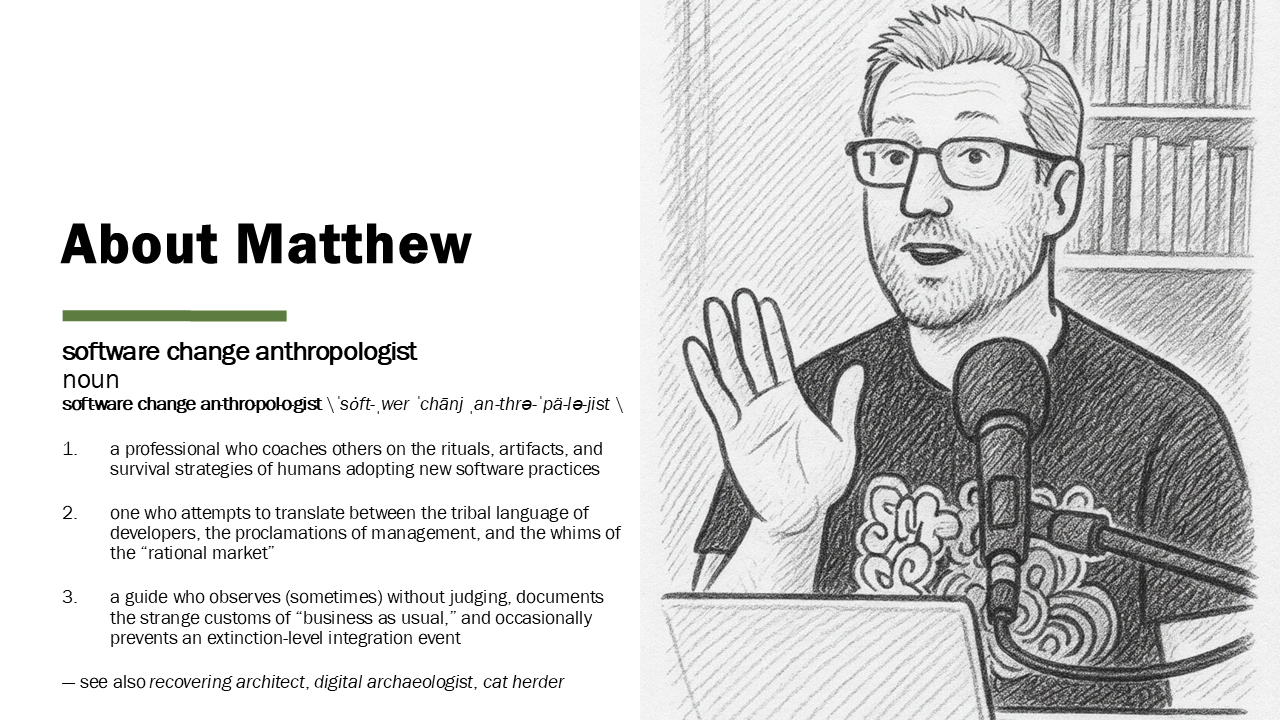 About Matthew
software change anthropologist
noun
soft·ware change an·thro·pol·o·gist \ ˈsȯft-ˌwer ˈchānj ˌan-thrə-ˈpä-lə-jist \
1. a professional who coaches others on the rituals, artifacts, and
survival strategies of humans adopting new software practices
2. one who attempts to translate between the tribal language of
developers, the proclamations of management, and the whims of
the “rational market”
3. a guide who observes (sometimes) without judging, documents
the strange customs of “business as usual,” and occasionally
prevents an extinction-level integration event
— see also recovering architect, digital archaeologist, cat herder